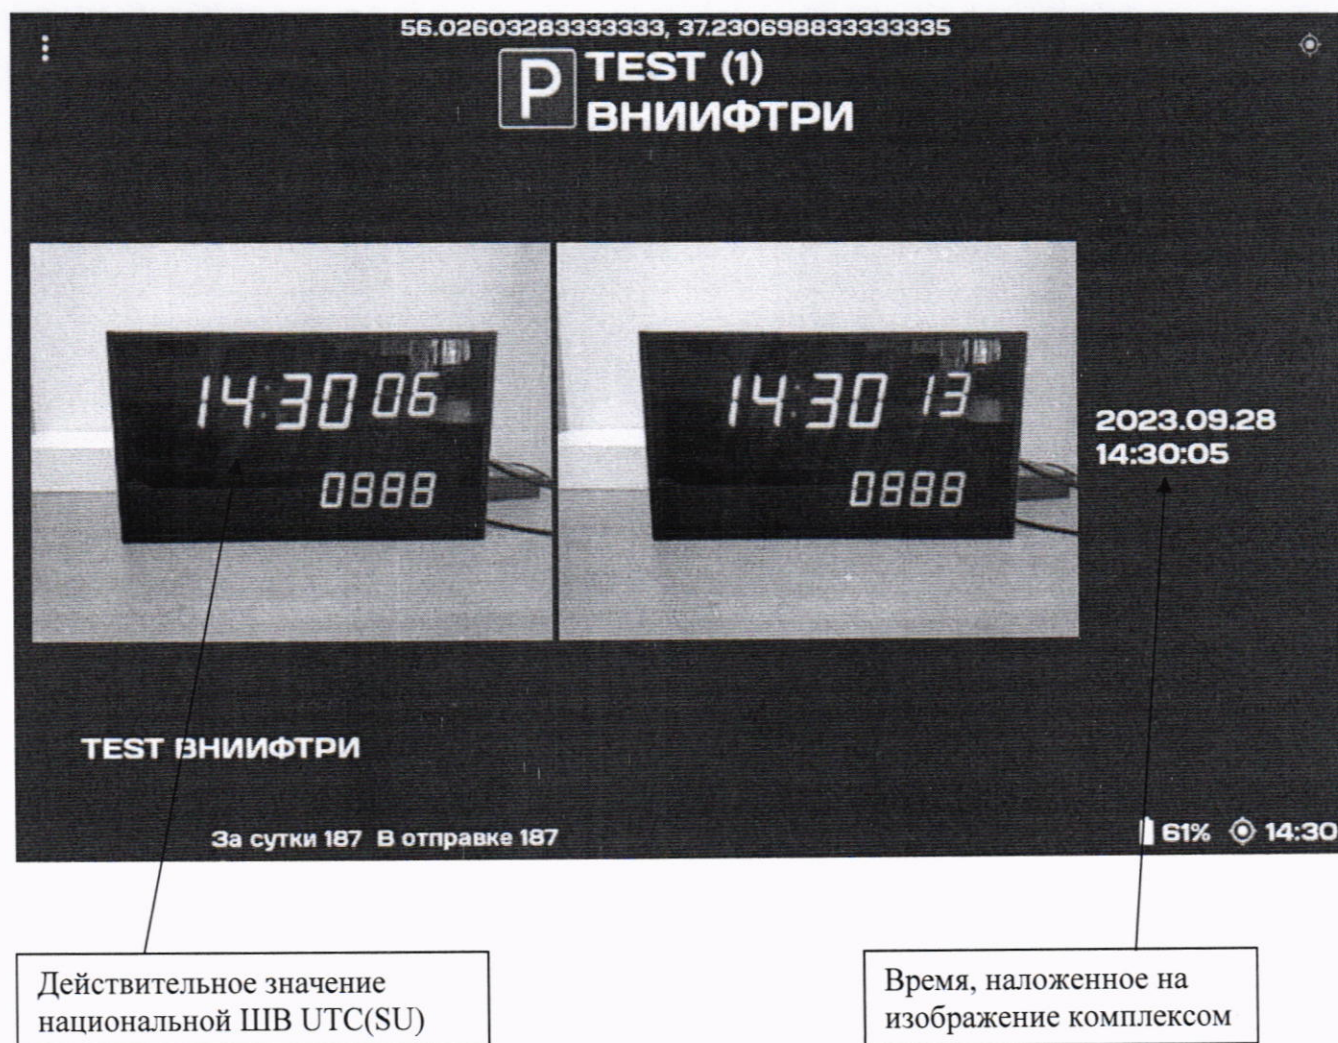 56.02603283333333, 37.230698833333335
P TEST (1)
ВНИИФТРИ
14:30 06
0888
14:30 13
0888
2023.09.28
14:30:05
TEST ВНИИФТРИ
За сутки 187 В отправке 187
61% 14:30
Действительное значение
национальной ШВ UTC(SU)
Время, наложенное на
изображение комплексом